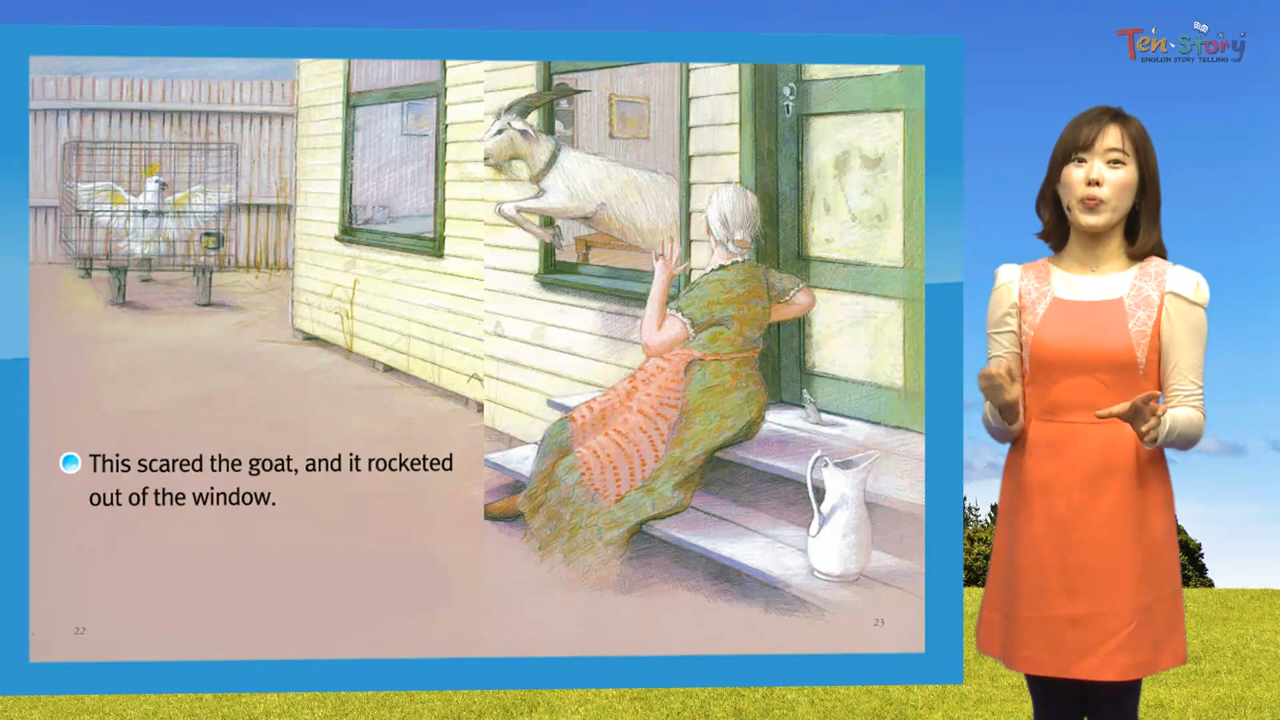 Ten Story
ENGLISH STORY TELLING
This scared the goat, and it rocketed
out of the window.
22
23